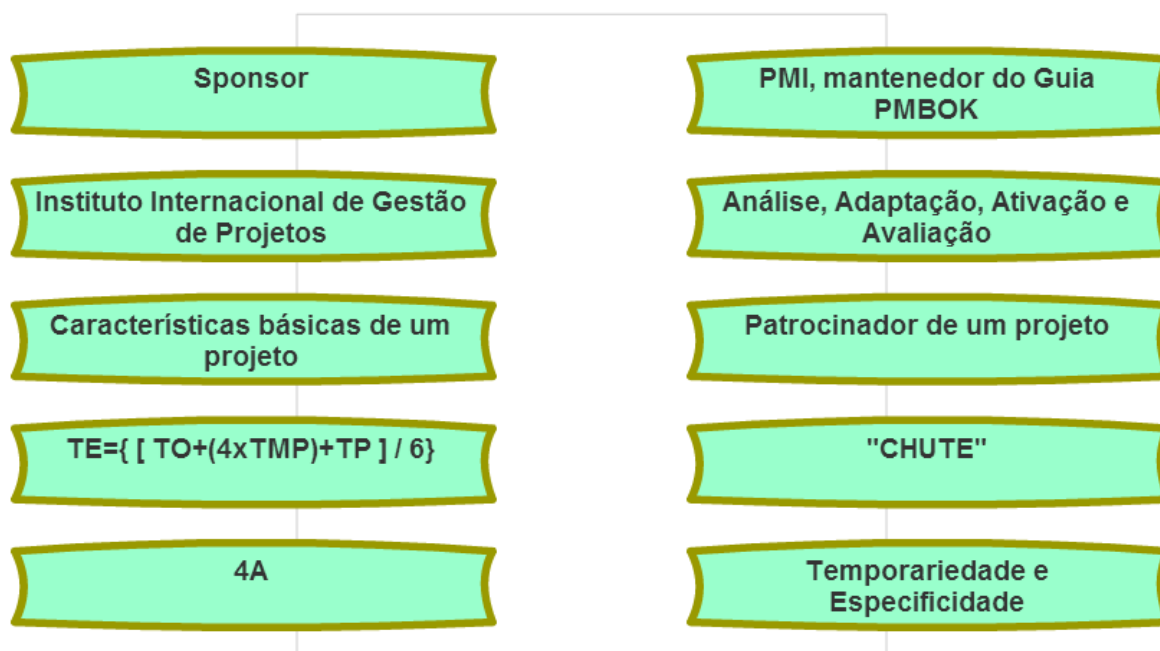 Sponsor
PMI, mantenedor do Guia
PMBOK
Instituto Internacional de Gestão
de Projetos
Análise, Adaptação, Ativação e
Avaliação
Características básicas de um
projeto
Patrocinador de um projeto
TE={ [ TO+(4xTMP)+TP ] / 6}
"CHUTE"
4A
Temporariedade e
Especificidade